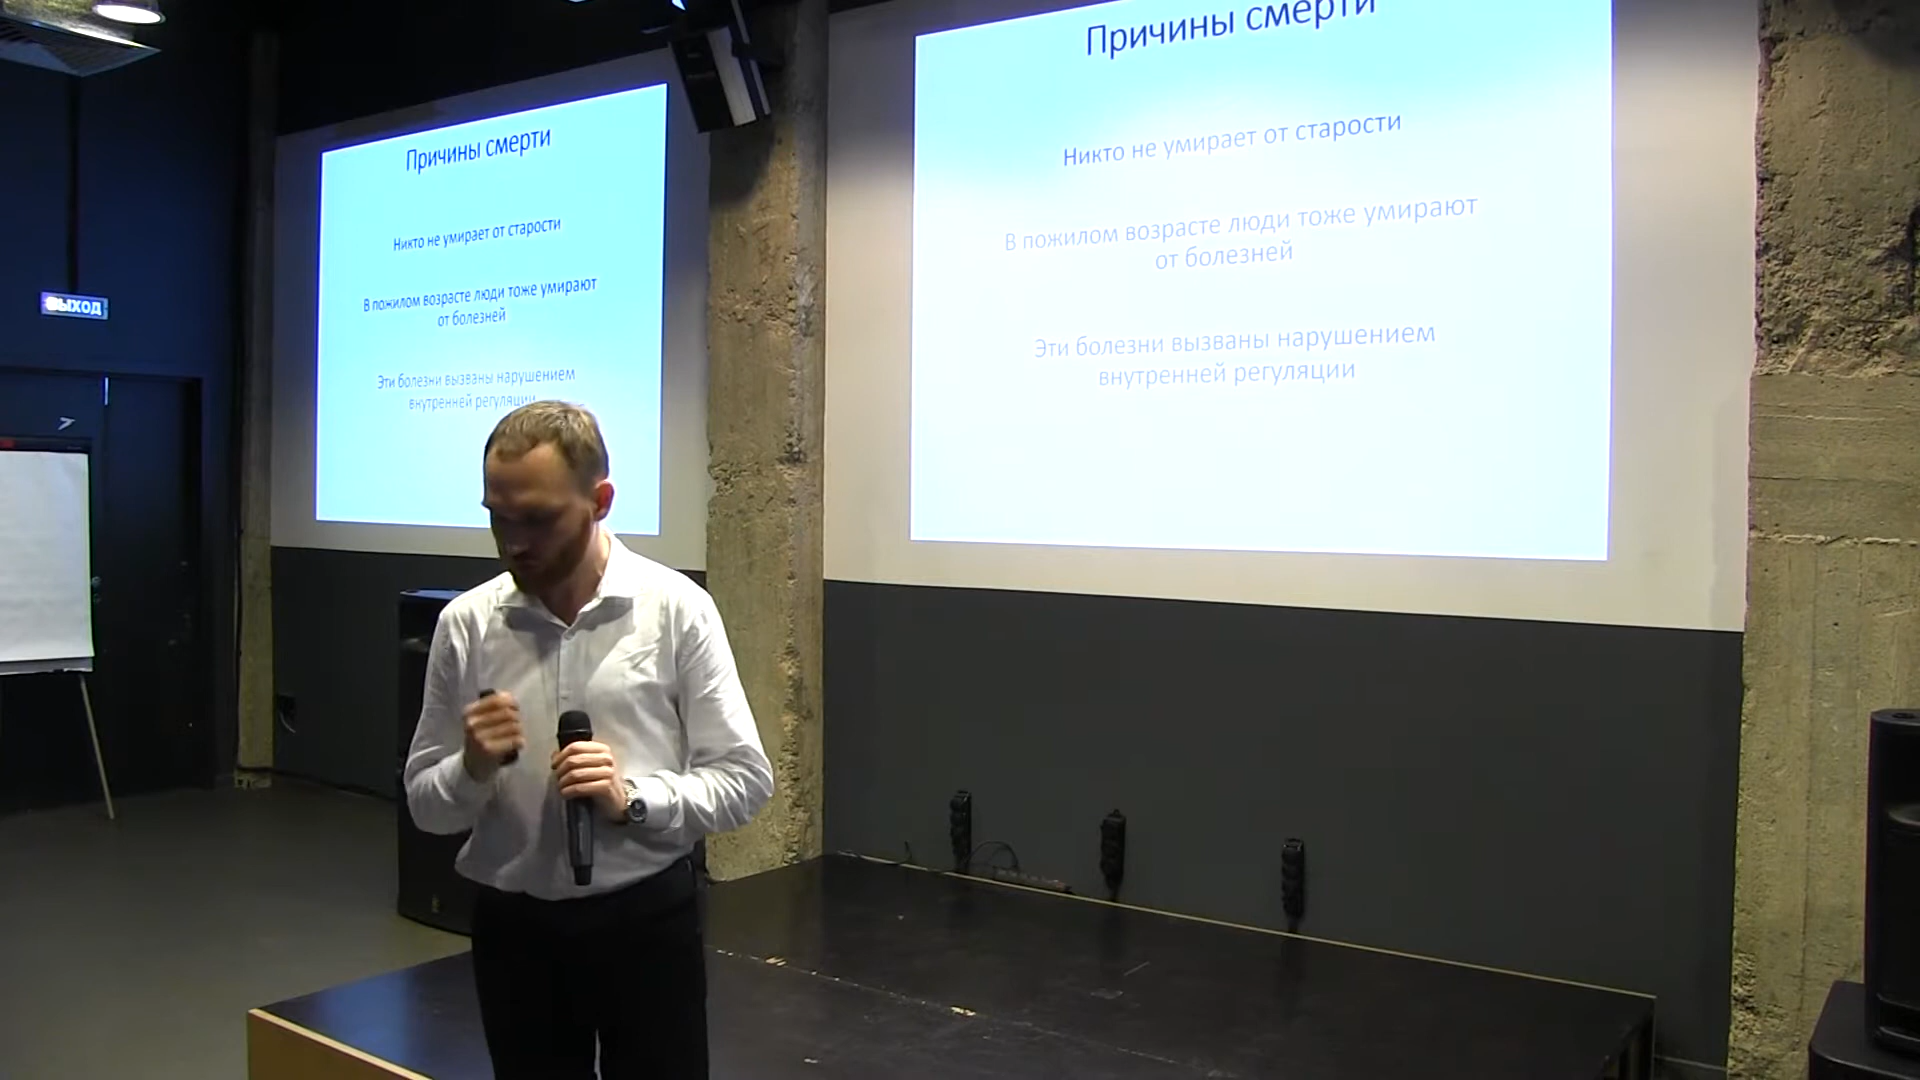 Причины смерти
Никто не умирает от старости
В пожилом возрасте люди тоже умирают
от болезней
Эти болезни вызваны нарушением
внутренней регуляции
Причины смерти
Никто не умирает от старости
В пожилом возрасте люди тоже умирают
от болезней
Эти болезни вызваны нарушением
внутренней регуляции
ВЫХОД